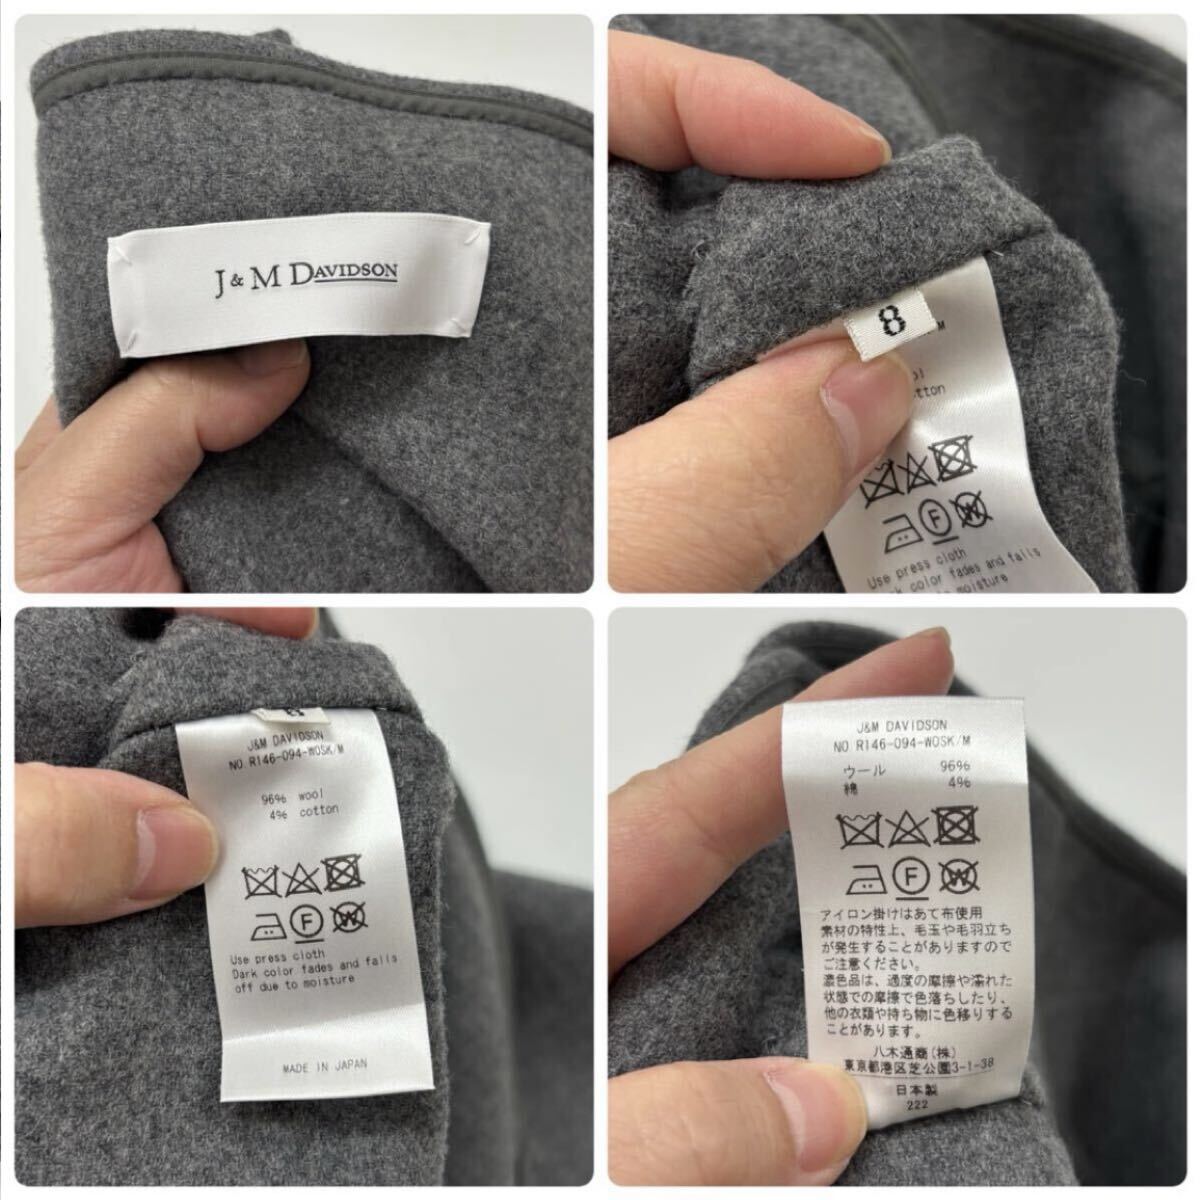 J & M DAVIDSON
8
M
tton
F
W
Use press cloth
color fades and falls
moisture
J&M DAVIDSON
NO.R146-094-WOSK/M
96% wool
4% cotton
F
W
Use press cloth
Dark color fades and falls
off due to moisture
MADE IN JAPAN
J&M DAVIDSON
NO.R146-094-WOSK/M
ウール 96%
綿 4%
F
W
アイロン掛けはあて布使用
素材の特性上、毛玉や毛羽立ち
が発生することがありますので
ご注意ください。
濃色品は、過度の摩擦や濡れた
状態での摩擦で色落ちしたり、
他の衣類や持ち物に色移りする
ことがあります。
八木通商(株)
東京都港区芝公園3-1-38
日本製
222